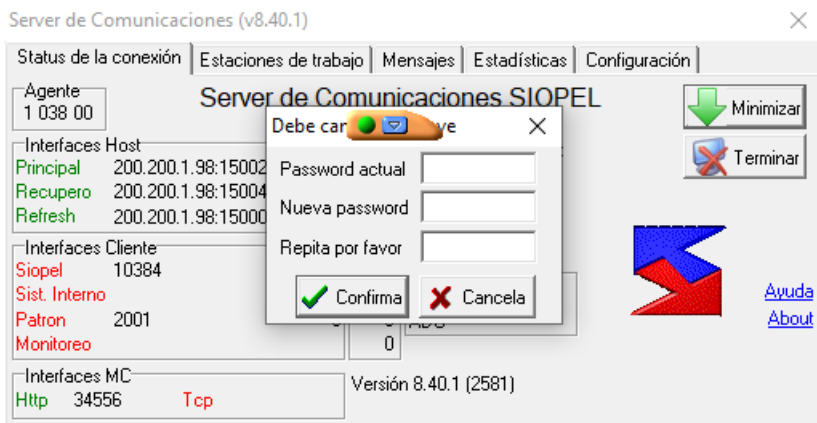 Server de Comunicaciones (v8.40.1)
Status de la conexión Estaciones de trabajo Mensajes Estadísticas Configuración
Agente
1 038 00
Server de Comunicaciones SIOPEL
Minimizar
Terminar
Interfaces Host
Principal 200.200.1.98:15002
Recupero 200.200.1.98:15004
Refresh 200.200.1.98:15000
Debe
Password actual
Nueva password
Repita por favor
Confirma Cancela
Interfaces Cliente
Siopel 10384
Sist. Interno
Patron 2001
Monitoreo
0
Ayuda
About
Interfaces MC
Http 34556 Tcp
Versión 8.40.1 (2581)